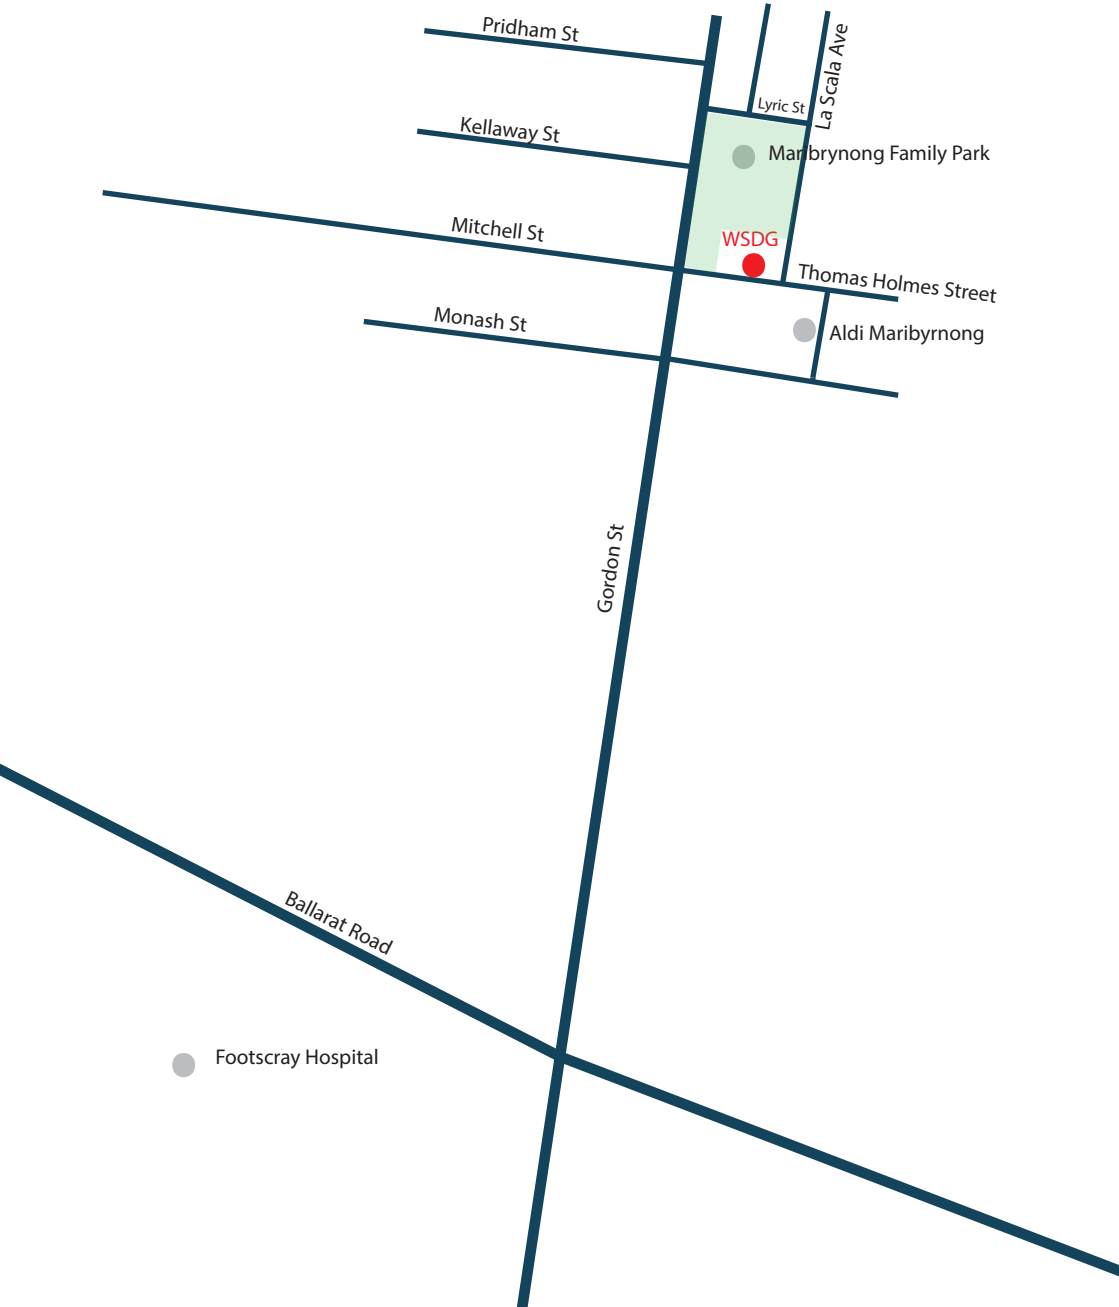 Pridham St
La Scala Ave
Lyric St
Kellaway St
Maribrynong Family Park
Mitchell St
WSDG
Thomas Holmes Street
Monash St
Aldi Maribyrnong
Gordon St
Ballarat Road
Footscray Hospital